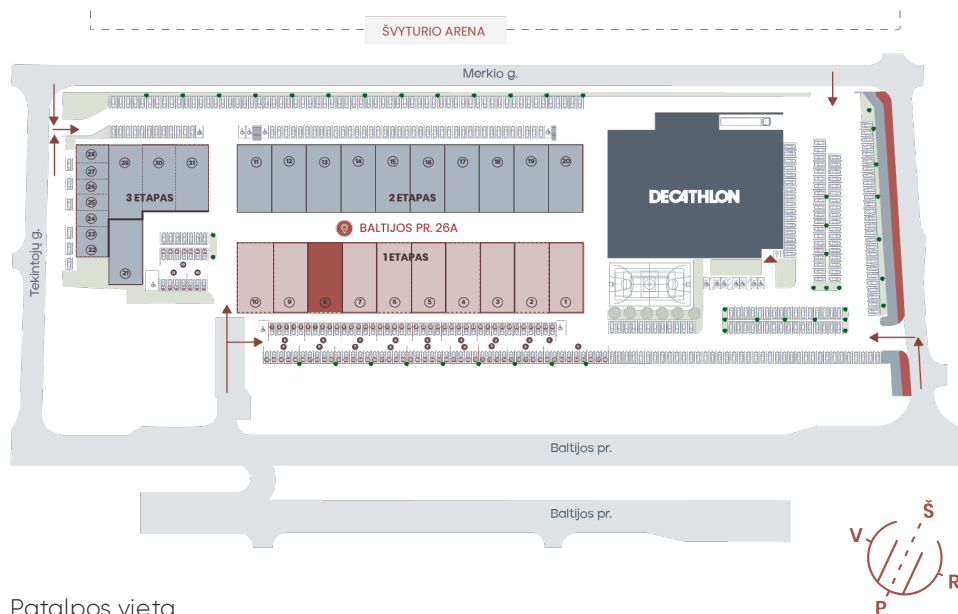 ŠVYTURIO ARENA
Merkio g.
28
27
26
25
24
23
22
29
30
31
3 ETAPAS
21
11
12
13
14
15
16
17
18
19
20
2 ETAPAS
DECATHLON
BALTIJOS PR. 26A
1 ETAPAS
10
9
8
7
6
5
4
3
2
1
Tekintojų g.
Baltijos pr.
Baltijos pr.
Š
V
R
P
Patalpos vieta